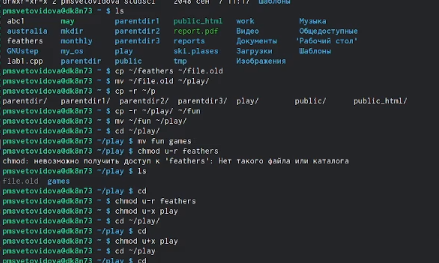 drwxr-xr-x 2 pmsvetovidova studsci 2048 сен 7 11:17 Шаблоны
pmsvetovidova@dk8n73 ~ $ ls
abc1 may parentdir1 public_html work Музыка
australia mkdir parentdir2 report.pdf Видео Общедоступные
feathers monthly parentdir3 reports Документы 'Рабочий стол'
GNUstep my_os play ski.plases Загрузки Шаблоны
lab1.cpp parentdir public tmp Изображения
pmsvetovidova@dk8n73 ~ $ cp ~/feathers ~/file.old
pmsvetovidova@dk8n73 ~ $ mv ~/file.old ~/play/
pmsvetovidova@dk8n73 ~ $ cp -r ~/p
parentdir/ parentdir1/ parentdir2/ parentdir3/ play/ public/ public_html/
pmsvetovidova@dk8n73 ~ $ cp -r ~/play/ ~/fun
pmsvetovidova@dk8n73 ~ $ mv ~/fun ~/play/
pmsvetovidova@dk8n73 ~ $ cd ~/play/
pmsvetovidova@dk8n73 ~/play $ mv fun games
pmsvetovidova@dk8n73 ~/play $ chmod u-r feathers
chmod: невозможно получить доступ к 'feathers': Нет такого файла или каталога
pmsvetovidova@dk8n73 ~/play $ ls
file.old games
pmsvetovidova@dk8n73 ~/play $ cd
pmsvetovidova@dk8n73 ~ $ chmod u-r feathers
pmsvetovidova@dk8n73 ~ $ chmod u-x play
pmsvetovidova@dk8n73 ~ $ cd ~/play/
pmsvetovidova@dk8n73 ~/play $ cd
pmsvetovidova@dk8n73 ~ $ chmod u+x play
pmsvetovidova@dk8n73 ~ $ cd ~/play
pmsvetovidova@dk8n73 ~/play $ cd